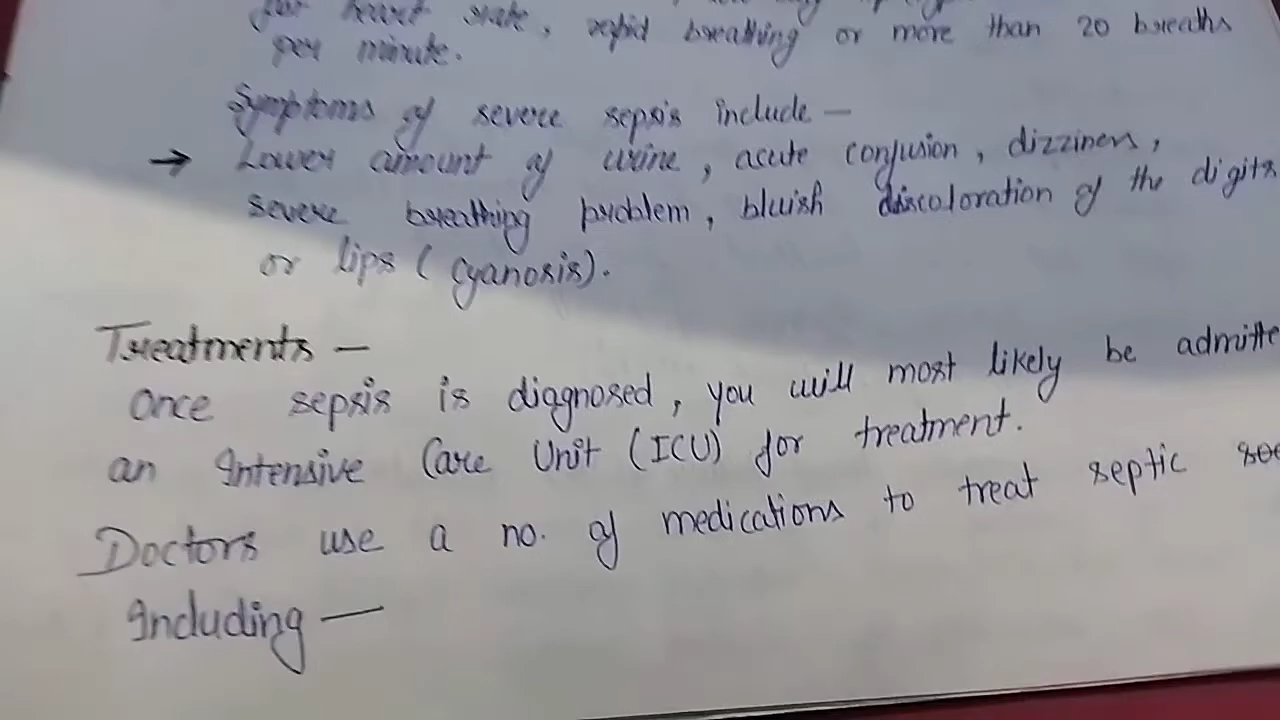 heart rate, rapid breathing or more than 20 breaths
per minute.
Symptoms of severe sepsis include —
→ Lower amount of urine, acute confusion, dizziness,
severe breathing problem, bluish discoloration of the digits
or lips (cyanosis).
Treatments —
Once sepsis is diagnosed, you will most likely be admitte
an Intensive Care Unit (ICU) for treatment.
Doctors use a no. of medications to treat septic
Including —